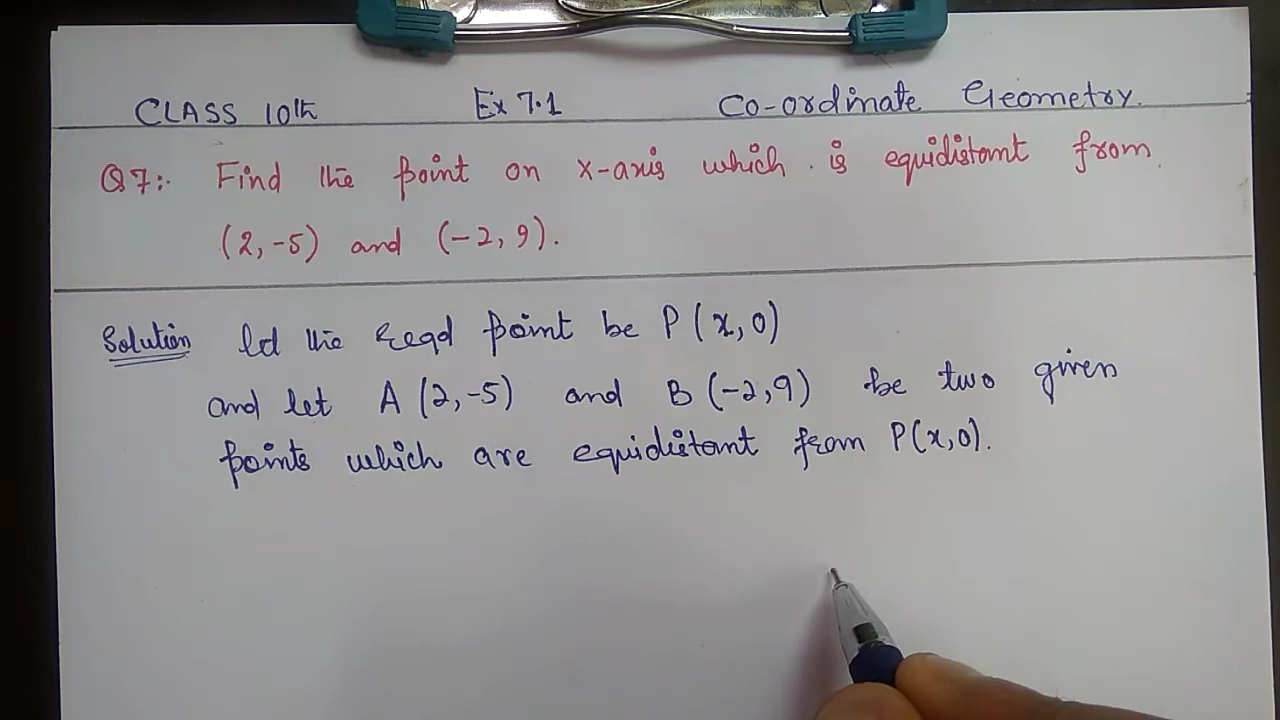 CLASS 10th Ex 7.1 Co-ordinate Geometry.
Q7:- Find the point on x-axis which is equidistant from
(2,-5) and (-2, 9).
Solution Let the reqd point be P(x,0)
and let A(2,-5) and B(-2,9) be two given
points which are equidistant from P(x,0).